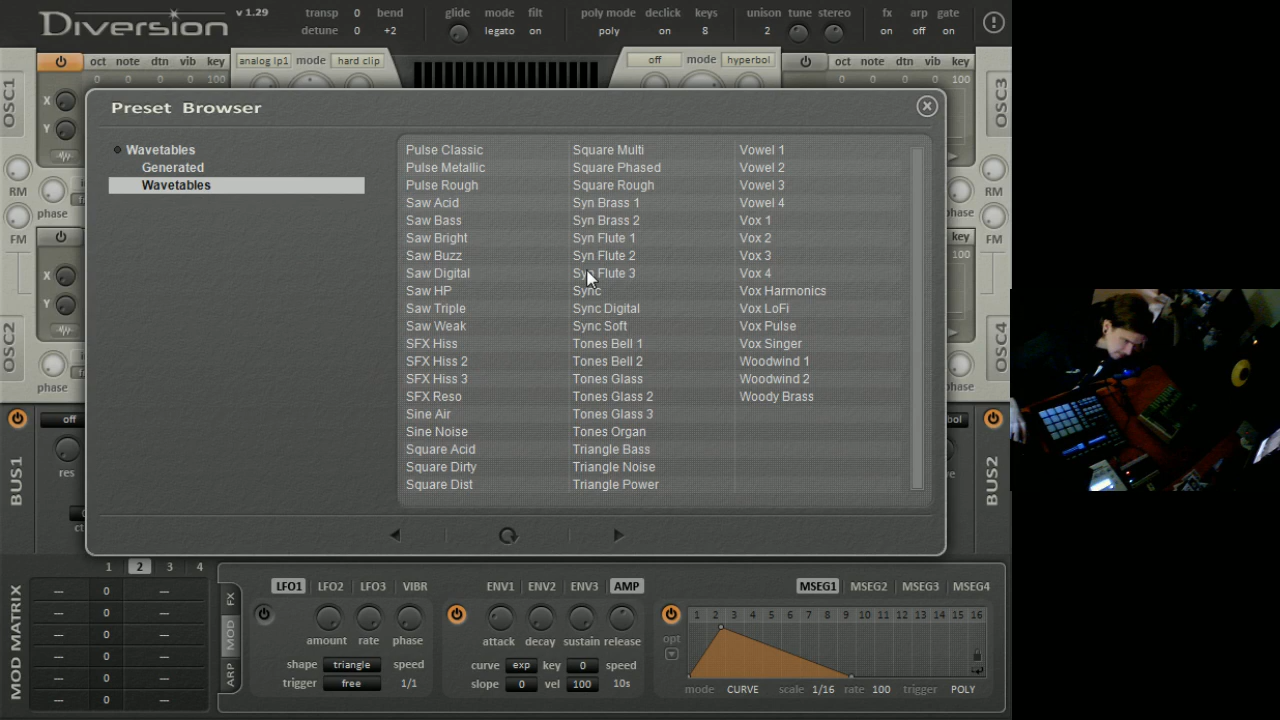 Diversion v 1.29 transp 0 bend glide mode filt poly mode declick keys unison tune stereo fx arp gate
detune 0 +2 legato on poly on 8 2 on off on
OSC1 oct note dtn vib key analog lp1 mode hard clip off mode hyperbol oct note dtn vib key OSC3
0 0 0 0 100 100
X
Y
RM phase phase RM
FM FM
key key
100
X
Y
OSC2 phase phase OSC4
Preset Browser
Wavetables
Generated
Wavetables
Pulse Classic Square Multi Vowel 1
Pulse Metallic Square Phased Vowel 2
Pulse Rough Square Rough Vowel 3
Saw Acid Syn Brass 1 Vowel 4
Saw Bass Syn Brass 2 Vox 1
Saw Bright Syn Flute 1 Vox 2
Saw Buzz Syn Flute 2 Vox 3
Saw Digital Syn Flute 3 Vox 4
Saw HP Sync Vox Harmonics
Saw Triple Sync Digital Vox LoFi
Saw Weak Sync Soft Vox Pulse
SFX Hiss Tones Bell 1 Vox Singer
SFX Hiss 2 Tones Bell 2 Woodwind 1
SFX Hiss 3 Tones Glass Woodwind 2
SFX Reso Tones Glass 2 Woody Brass
Sine Air Tones Glass 3
Sine Noise Tones Organ
Square Acid Triangle Bass
Square Dirty Triangle Noise
Square Dist Triangle Power
BUS1 off
res
BUS2
MOD MATRIX 1 2 3 4
--- 0 ---
--- 0 ---
--- 0 ---
--- 0 ---
--- 0 ---
--- 0 ---
FX
MOD
ARP
LFO1 LFO2 LFO3 VIBR ENV1 ENV2 ENV3 AMP MSEG1 MSEG2 MSEG3 MSEG4
1 2 3 4 5 6 7 8 9 10 11 12 13 14 15 16
amount rate phase attack decay sustain release opt
shape triangle speed curve exp key 0 speed
trigger free 1/1 slope 0 vel 100 10s mode CURVE scale 1/16 rate 100 trigger POLY